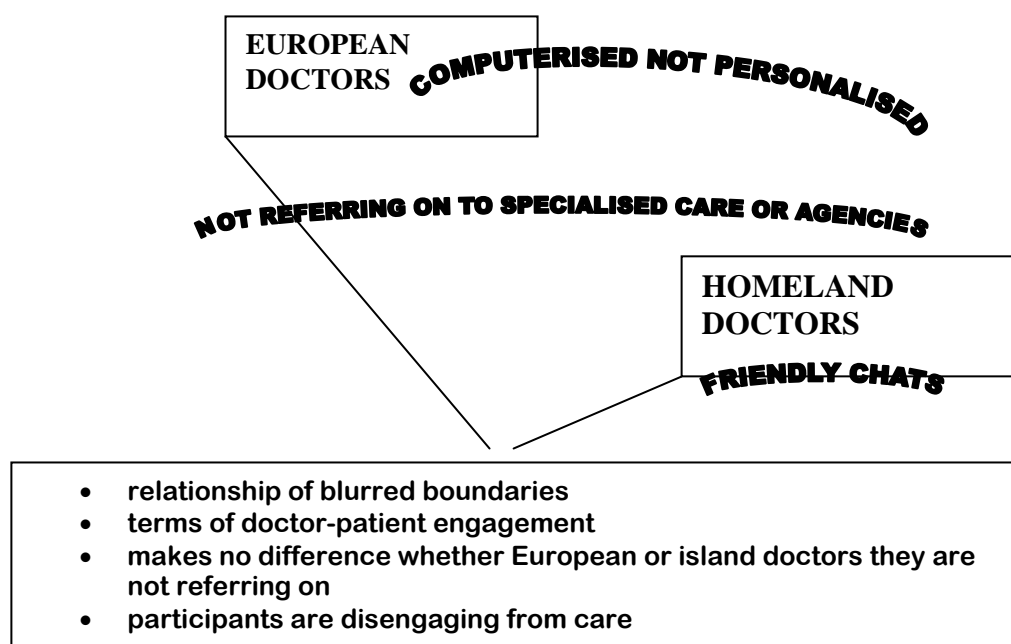 EUROPEAN
DOCTORS
COMPUTERISED NOT PERSONALISED
NOT REFERRING ON TO SPECIALISED CARE OR AGENCIES
HOMELAND
DOCTORS
FRIENDLY CHATS
• relationship of blurred boundaries
• terms of doctor-patient engagement
• makes no difference whether European or island doctors they are
not referring on
• participants are disengaging from care